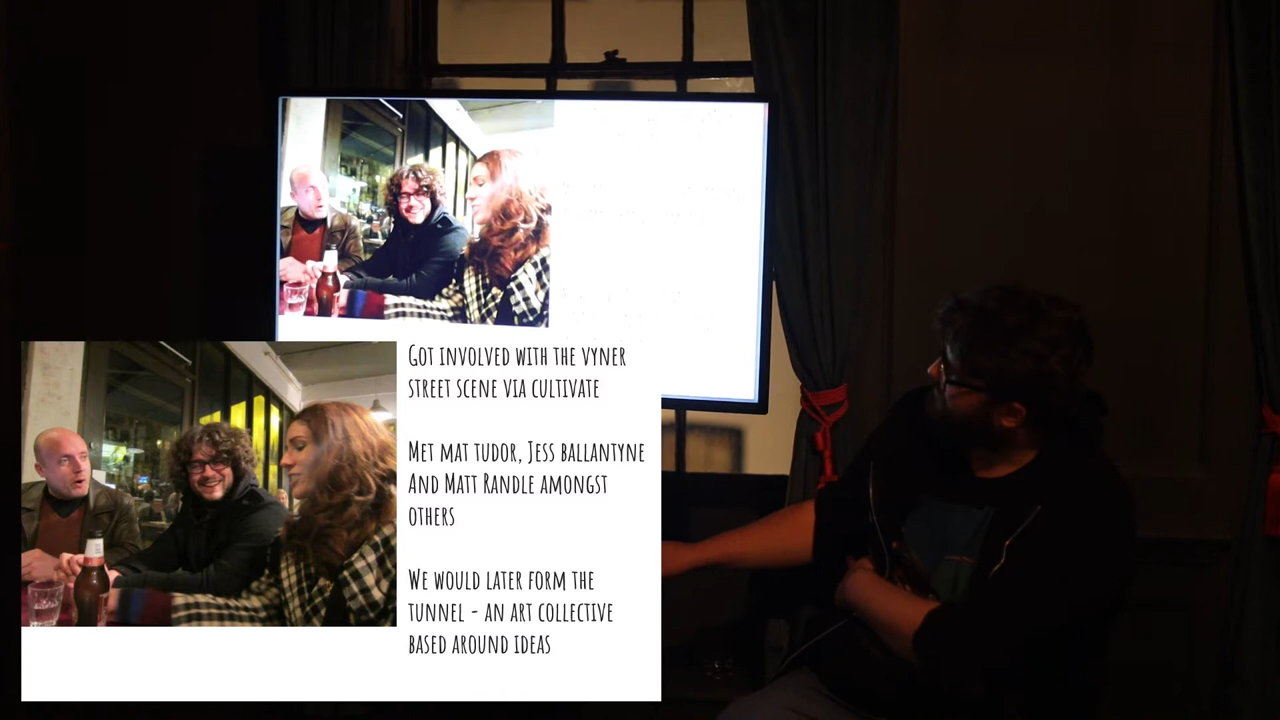 GOT INVOLVED WITH THE VYNER
STREET SCENE VIA CULTIVATE
MET MAT TUDOR, JESS BALLANTYNE
AND MATT RANDLE AMONGST
OTHERS
WE WOULD LATER FORM THE
TUNNEL - AN ART COLLECTIVE
BASED AROUND IDEAS